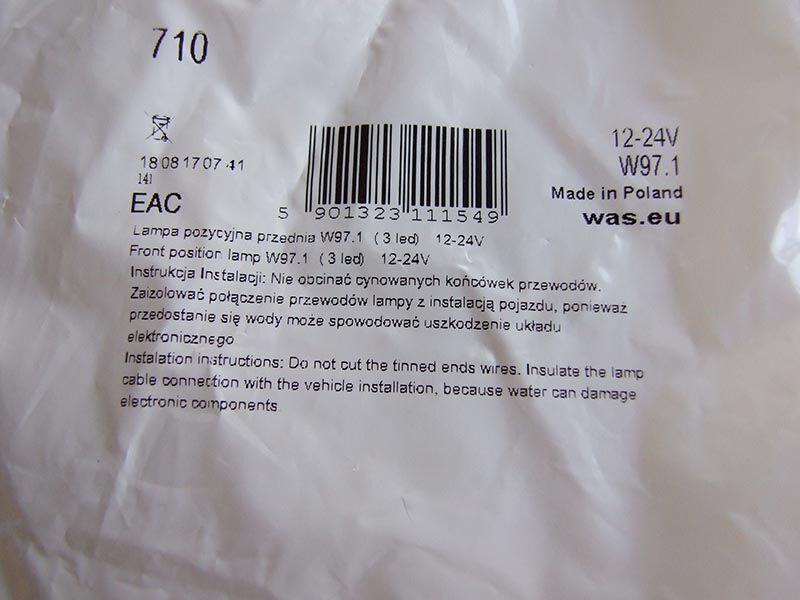 710
12-24V
18 08 17 07 41
W97.1
141
Made in Poland
EAC
5 901323 111549
was.eu
Lampa pozycyjna przednia W97.1 (3 led) 12-24V
Front position lamp W97.1 (3 led) 12-24V
Instrukcja Instalacji: Nie obcinać cynowanych końcówek przewodów.
Zaizolować połączenie przewodów lampy z instalacją pojazdu, ponieważ
przedostanie się wody może spowodować uszkodzenie układu
elektronicznego
Instalation instructions: Do not cut the tinned ends wires. Insulate the lamp
cable connection with the vehicle installation, because water can damage
electronic components